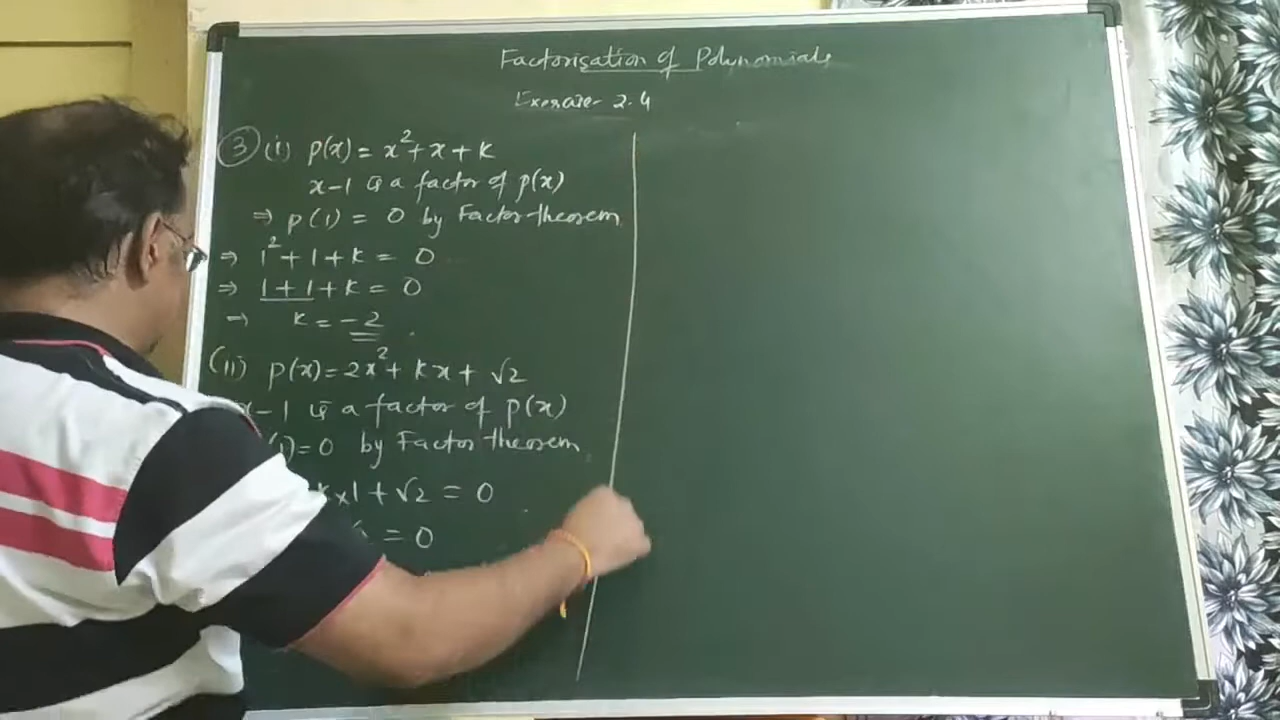 Factorisation of Polynomials
Exercise 2.4
③ (i) p(x) = x² + x + k
x-1 is a factor of p(x)
⇒ p(1) = 0 by Factor theorem
⇒ 1² + 1 + k = 0
⇒ 1 + 1 + k = 0
⇒ k = -2
(ii) p(x) = 2x² + kx + √2
x-1 is a factor of p(x)
(1) = 0 by Factor theorem
k×1 + √2 = 0
= 0